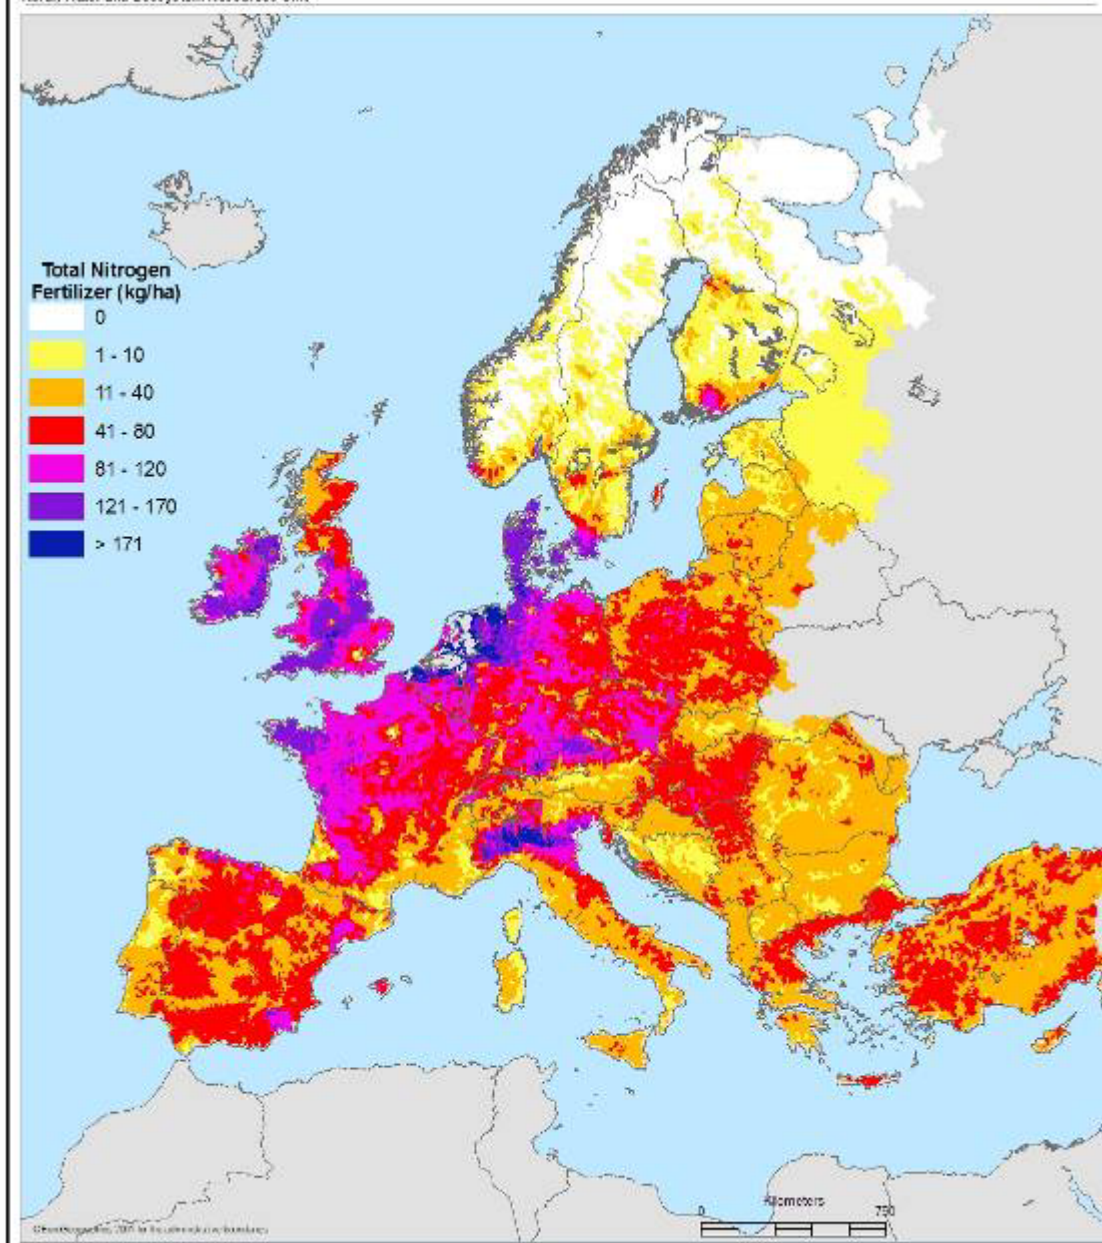 Total Nitrogen
Fertilizer (kg/ha)
0
1 - 10
11 - 40
41 - 80
81 - 120
121 - 170
> 171
Kilometers
0 750